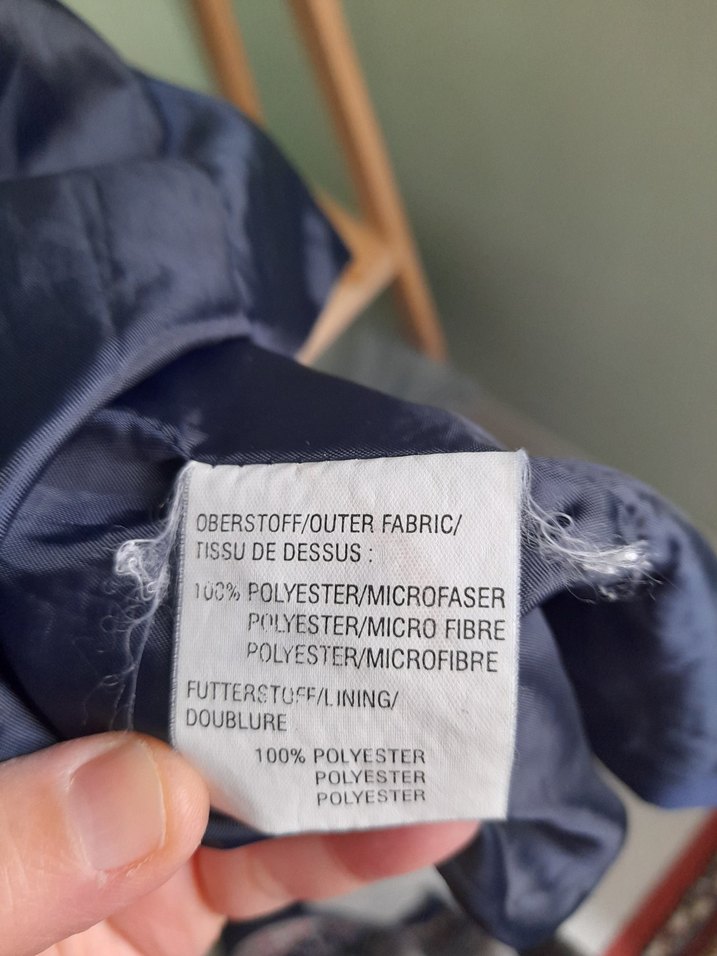 OBERSTOFF/OUTER FABRIC/
TISSU DE DESSUS :
100% POLYESTER/MICROFASER
POLYESTER/MICRO FIBRE
POLYESTER/MICROFIBRE
FUTTERSTOFF/LINING/
DOUBLURE
100% POLYESTER
POLYESTER
POLYESTER